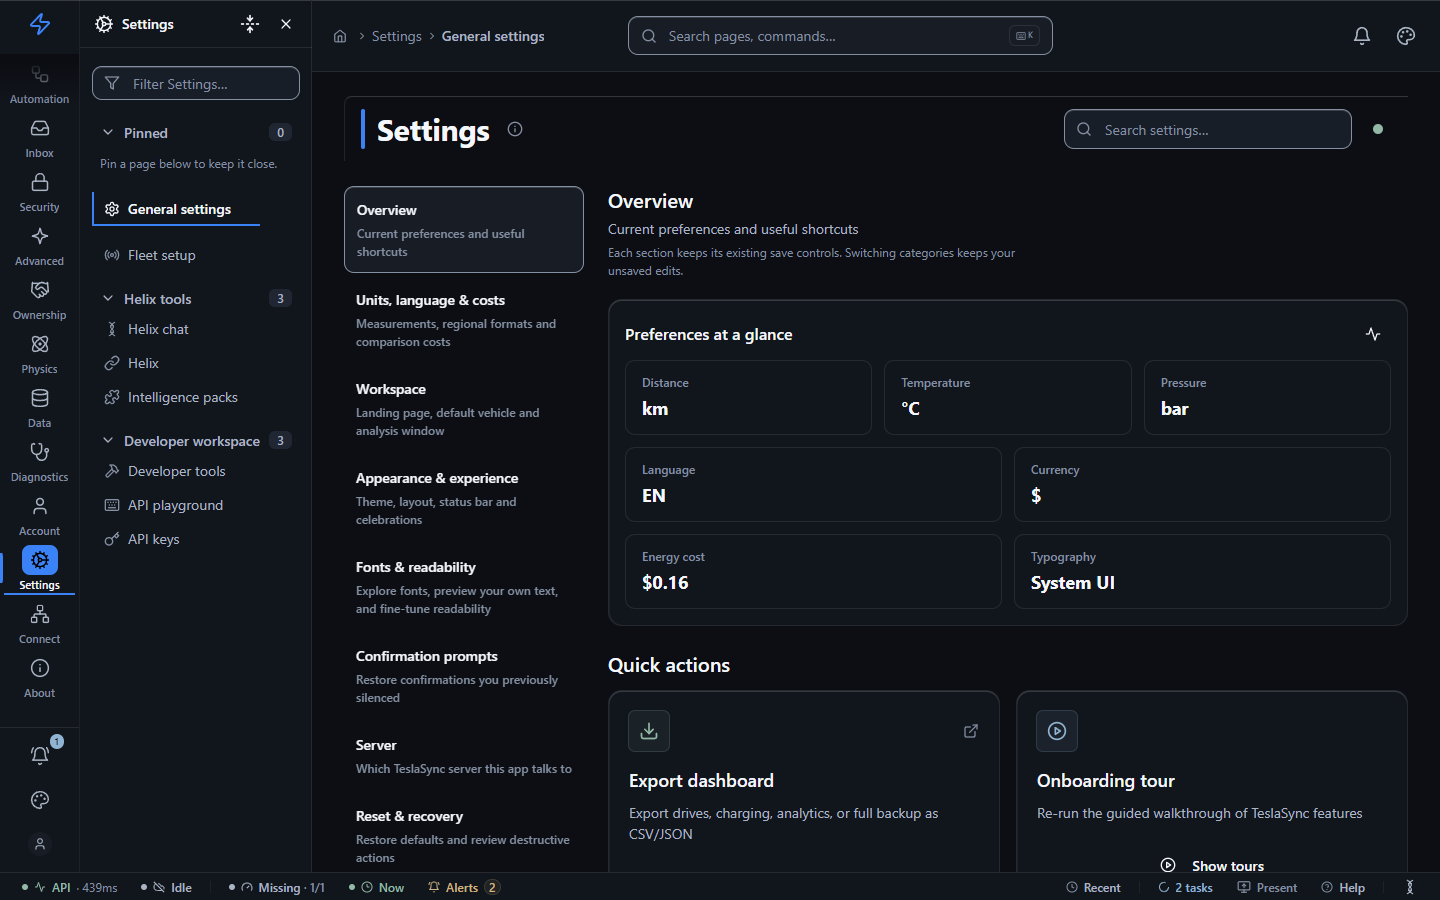 Automation
Inbox
Security
Advanced
Ownership
Physics
Data
Diagnostics
Account
Settings
Connect
About
1
Settings
Filter Settings...
Pinned 0
Pin a page below to keep it close.
General settings
Fleet setup
Helix tools 3
Helix chat
Helix
Intelligence packs
Developer workspace 3
Developer tools
API playground
API keys
Settings General settings
Search pages, commands... K
Settings
Search settings...
Overview
Current preferences and useful
shortcuts
Units, language & costs
Measurements, regional formats and
comparison costs
Workspace
Landing page, default vehicle and
analysis window
Appearance & experience
Theme, layout, status bar and
celebrations
Fonts & readability
Explore fonts, preview your own text,
and fine-tune readability
Confirmation prompts
Restore confirmations you previously
silenced
Server
Which TeslaSync server this app talks to
Reset & recovery
Restore defaults and review destructive
actions
Overview
Current preferences and useful shortcuts
Each section keeps its existing save controls. Switching categories keeps your
unsaved edits.
Preferences at a glance
Distance
km
Temperature
°C
Pressure
bar
Language
EN
Currency
$
Energy cost
$0.16
Typography
System UI
Quick actions
Export dashboard
Export drives, charging, analytics, or full backup as
CSV/JSON
Onboarding tour
Re-run the guided walkthrough of TeslaSync features
Show tours
API · 439ms Idle Missing · 1/1 Now Alerts 2 Recent 2 tasks Present Help